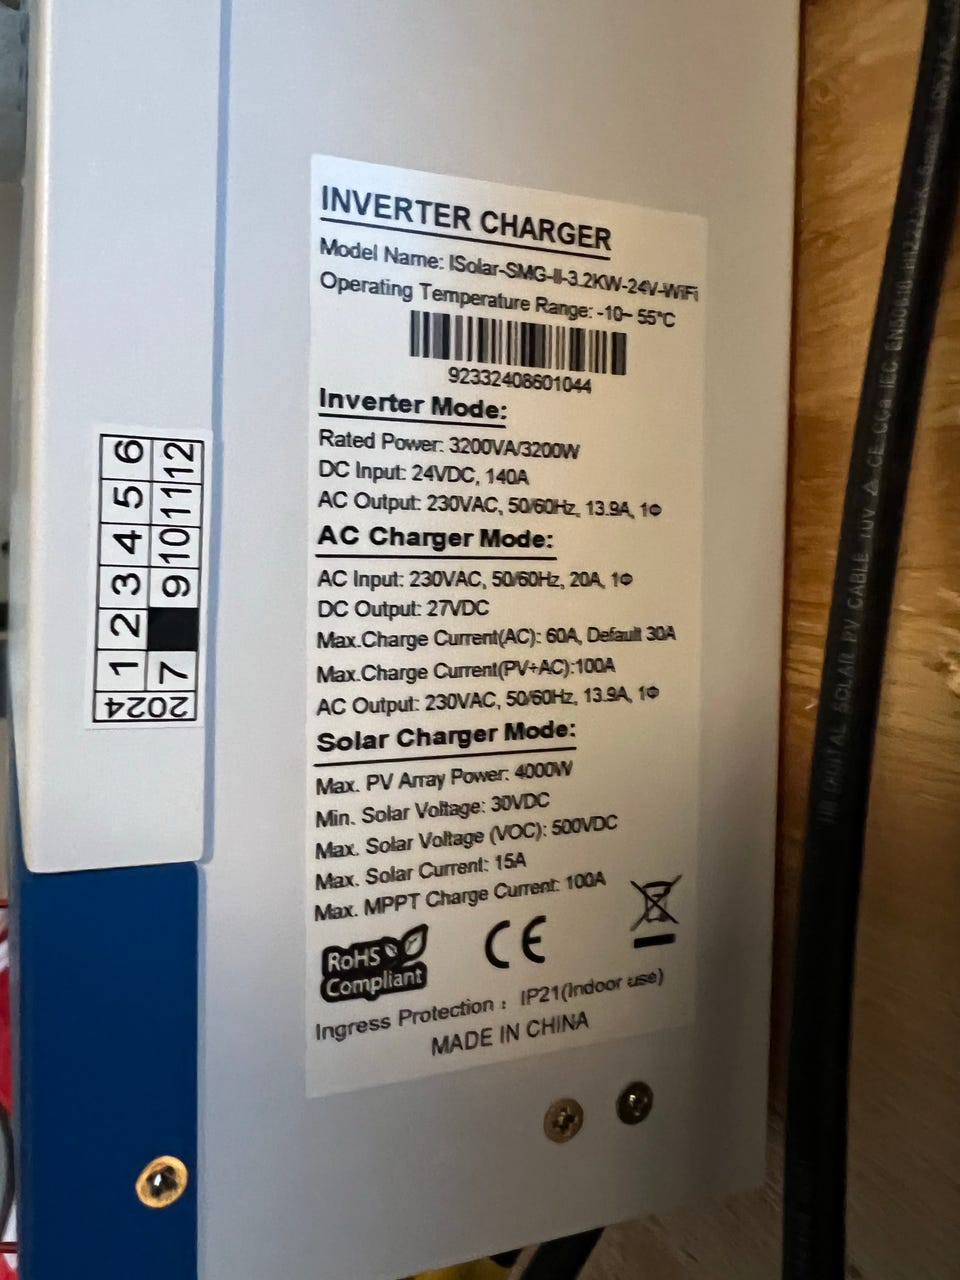 INVERTER CHARGER
Model Name: ISolar-SMG-II-3.2KW-24V-WiFi
Operating Temperature Range: -10~ 55℃
92332408601044
Inverter Mode:
Rated Power: 3200VA/3200W
DC Input: 24VDC, 140A
AC Output: 230VAC, 50/60Hz, 13.9A, 1Φ
AC Charger Mode:
AC Input: 230VAC, 50/60Hz, 20A, 1Φ
DC Output: 27VDC
Max.Charge Current(AC): 60A, Default 30A
Max.Charge Current(PV+AC):100A
AC Output: 230VAC, 50/60Hz, 13.9A, 1Φ
Solar Charger Mode:
Max. PV Array Power: 4000W
Min. Solar Voltage: 30VDC
Max. Solar Voltage (VOC): 500VDC
Max. Solar Current: 15A
Max. MPPT Charge Current: 100A
RoHS
Compliant
CE
Ingress Protection : IP21(Indoor use)
MADE IN CHINA
2024
1 2 3 4 5 6
7 9 10 11 12
SOLAR PV CABLE